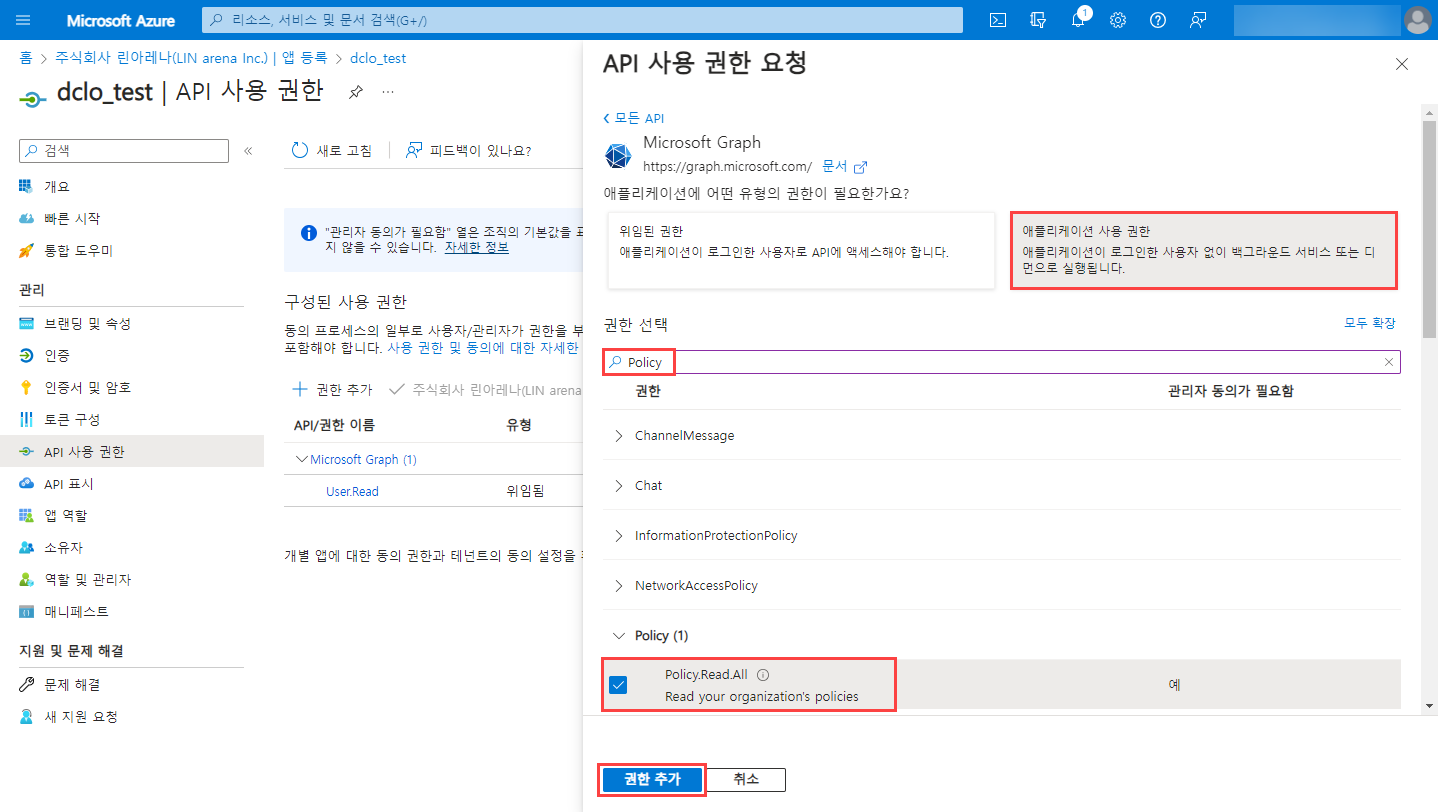 Microsoft Azure
리소스, 서비스 및 문서 검색(G+/)
1
홈 > 주식회사 린아레나(LIN arena Inc.) | 앱 등록 > dclo_test
dclo_test | API 사용 권한
검색
개요
빠른 시작
통합 도우미
관리
브랜딩 및 속성
인증
인증서 및 암호
토큰 구성
API 사용 권한
API 표시
앱 역할
소유자
역할 및 관리자
매니페스트
지원 및 문제 해결
문제 해결
새 지원 요청
새로 고침
피드백이 있나요?
"관리자 동의가 필요함" 열은 조직의 기본값을
지 않을 수 있습니다. 자세한 정보
구성된 사용 권한
동의 프로세스의 일부로 사용자/관리자가 권한을
포함해야 합니다. 사용 권한 및 동의에 대한 자세한
권한 추가
주식회사 린아레나(LIN arena
API/권한 이름 유형
Microsoft Graph (1)
User.Read 위임됨
개별 앱에 대한 동의 권한과 테넌트의 동의 설정을
API 사용 권한 요청
모든 API
Microsoft Graph
https://graph.microsoft.com/ 문서
애플리케이션에 어떤 유형의 권한이 필요한가요?
위임된 권한
애플리케이션이 로그인한 사용자로 API에 액세스해야 합니다.
애플리케이션 사용 권한
애플리케이션이 로그인한 사용자 없이 백그라운드 서비스 또는 디
먼으로 실행됩니다.
권한 선택
모두 확장
Policy
권한 관리자 동의가 필요함
ChannelMessage
Chat
InformationProtectionPolicy
NetworkAccessPolicy
Policy (1)
Policy.Read.All
Read your organization's policies
예
권한 추가
취소